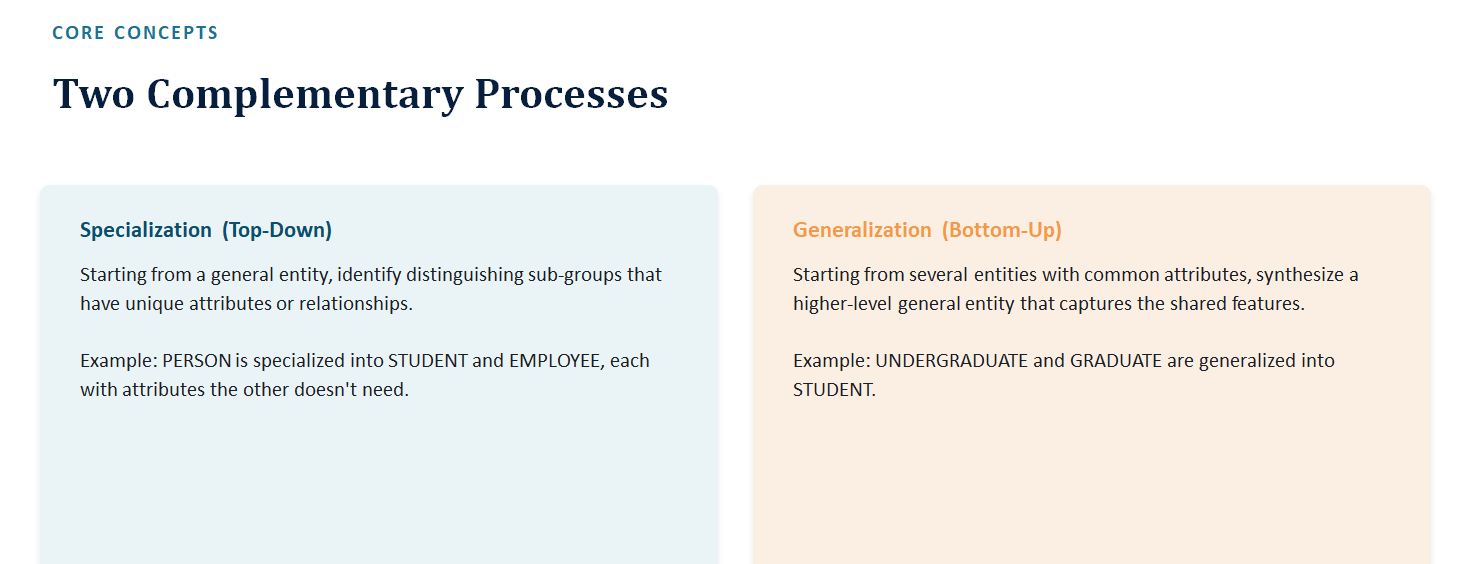 CORE CONCEPTS
Two Complementary Processes
Specialization (Top-Down)
Starting from a general entity, identify distinguishing sub-groups that
have unique attributes or relationships.
Example: PERSON is specialized into STUDENT and EMPLOYEE, each
with attributes the other doesn't need.
Generalization (Bottom-Up)
Starting from several entities with common attributes, synthesize a
higher-level general entity that captures the shared features.
Example: UNDERGRADUATE and GRADUATE are generalized into
STUDENT.